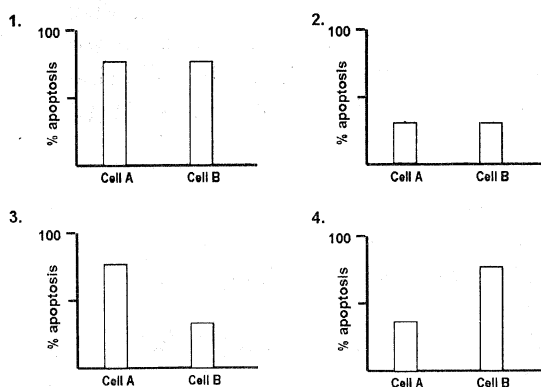 1.
100
% apoptosis
Cell A Cell B
2.
100
% apoptosis
Cell A Cell B
3.
100
% apoptosis
Cell A Cell B
4.
100
% apoptosis
Cell A Cell B